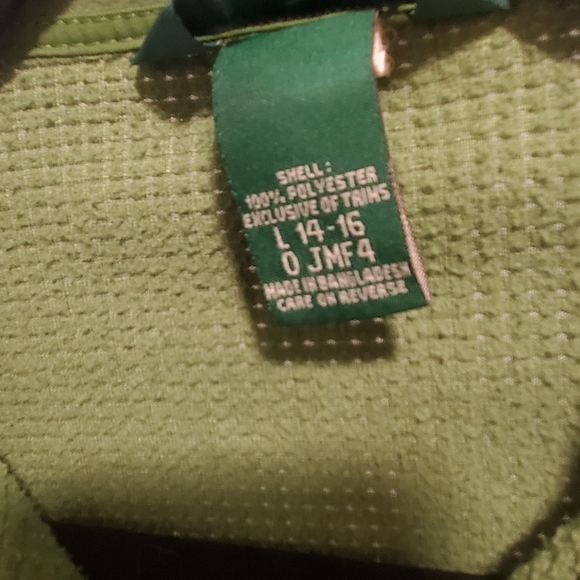 SHELL:
100% POLYESTER
EXCLUSIVE OF TRIMS
L 14-16
0 JMF4
MADE IN BANGLADESH
CARE ON REVERSE